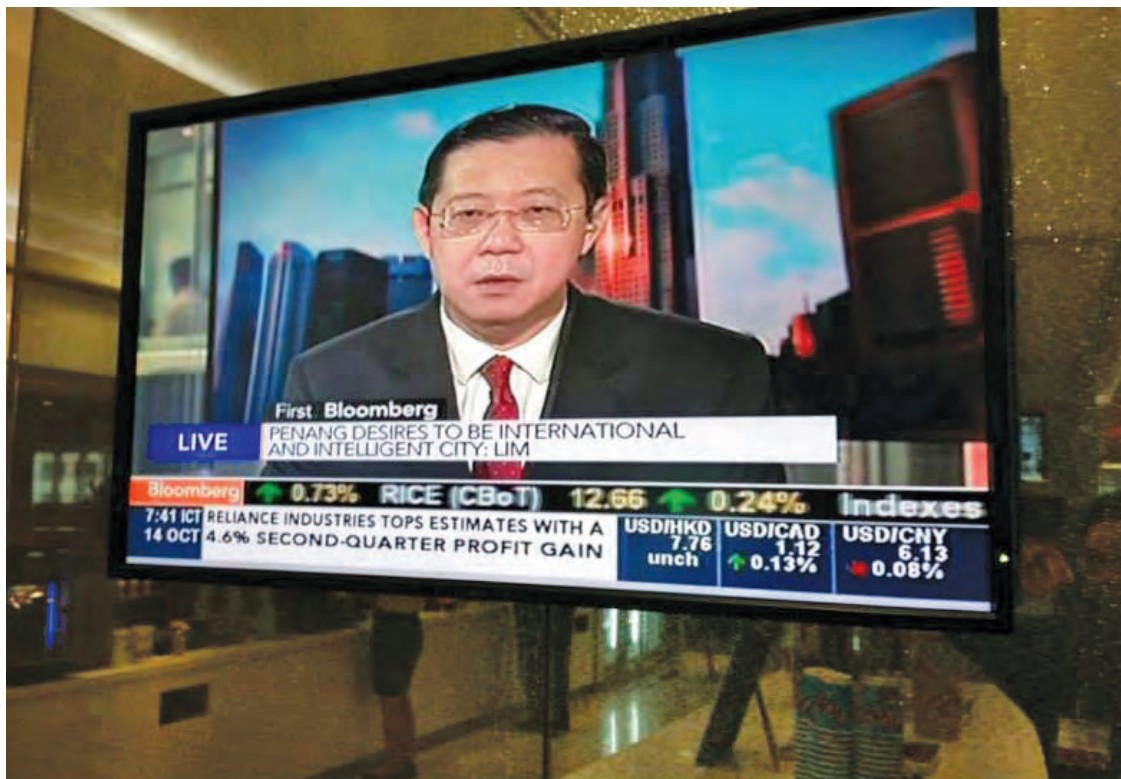 First Bloomberg
LIVE
PENANG DESIRES TO BE INTERNATIONAL
AND INTELLIGENT CITY: LIM
Bloomberg 0.73% RICE (CBoT) 12.66 0.24% Indexes
7:41 ICT
14 OCT
RELIANCE INDUSTRIES TOPS ESTIMATES WITH A
4.6% SECOND-QUARTER PROFIT GAIN
USD/HKD
7.76
unch
USD/CAD
1.12
0.13%
USD/CNY
6.13
0.08%